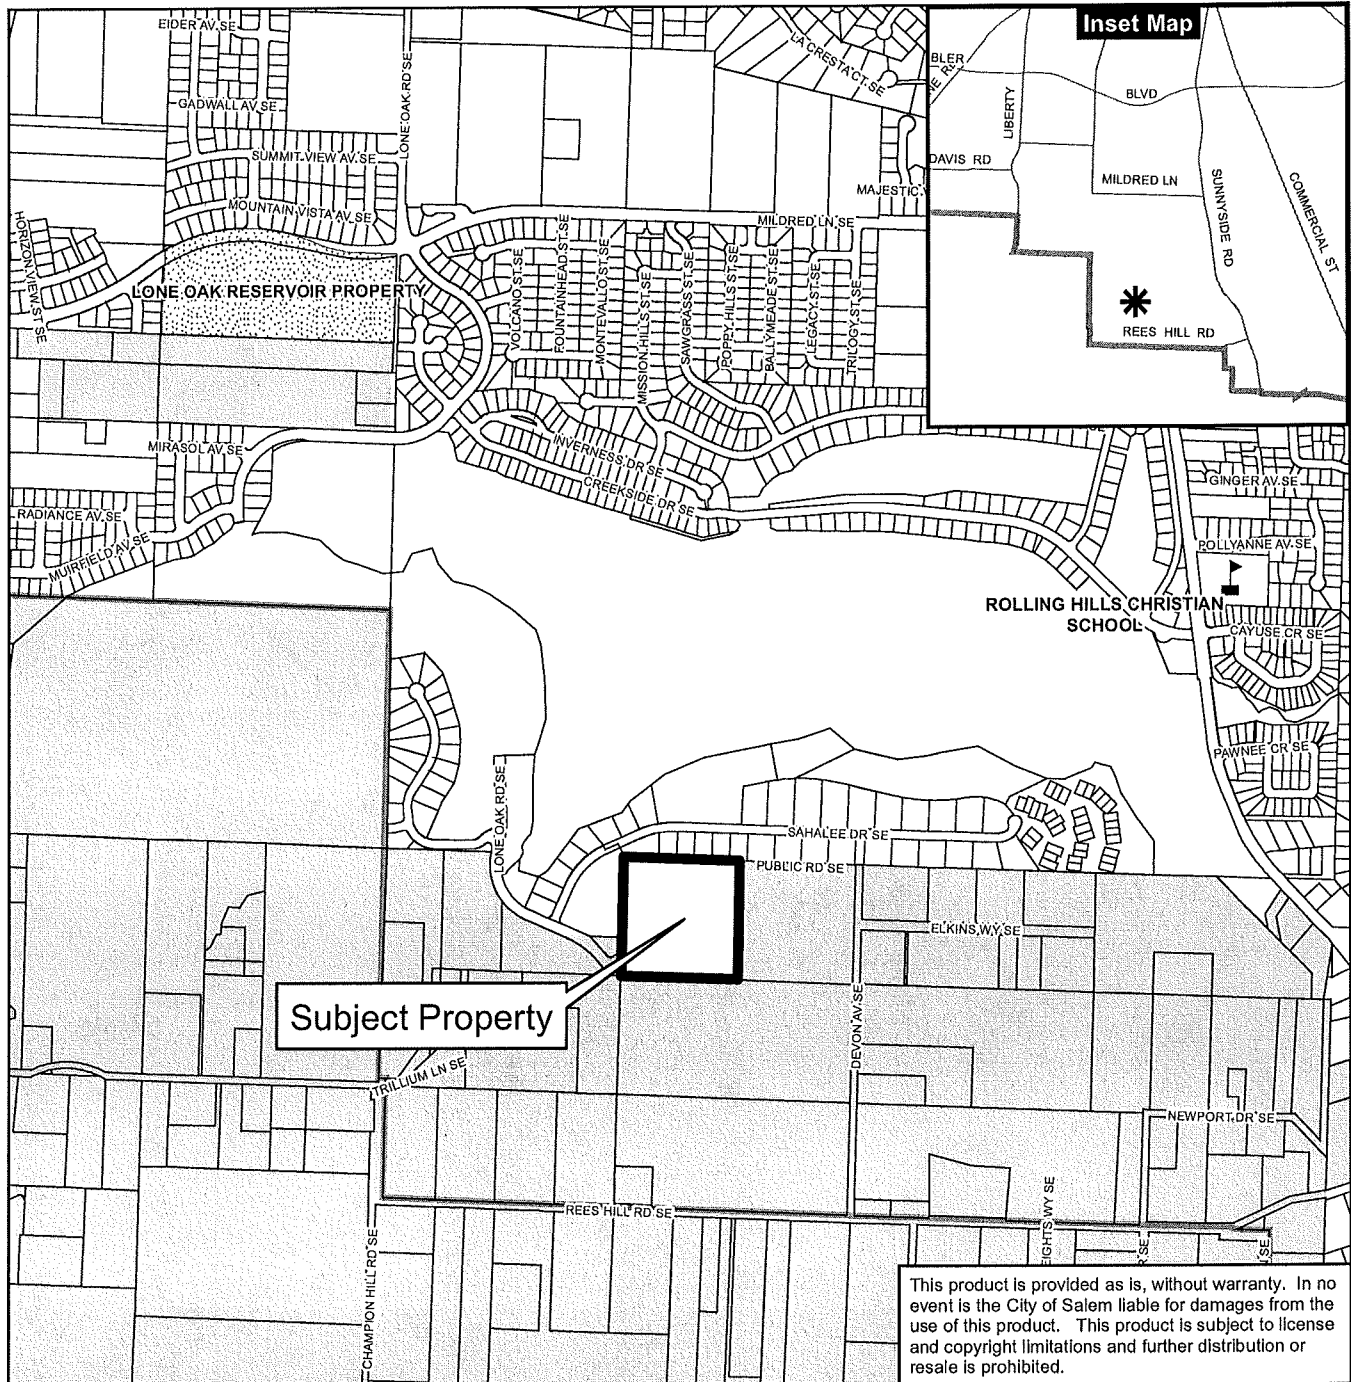 EIDER AV SE
LONE OAK RD SE
LA CRESTA CT SE
GADWALL AV SE
SUMMIT VIEW AV SE
MOUNTAIN VISTA AV SE
HORIZON VIEW ST SE
LONE OAK RESERVOIR PROPERTY
MAJESTIC
MILDRED LN SE
VOLCANO ST SE
FOUNTAINHEAD ST SE
MONTEVALLO ST SE
MISSION HILLS ST SE
SAWGRASS ST SE
POPPY HILLS ST SE
BALLYMEADE ST SE
LEGACY ST SE
TRILOGY ST SE
Inset Map
BLER
NE RD
BLVD
LIBERTY
DAVIS RD
MILDRED LN
SUNNYSIDE RD
COMMERCIAL ST
REES HILL RD
MIRASOL AV SE
INVERNESS DR SE
CREEKSIDE DR SE
SE
GINGER AV SE
RADIANCE AV SE
MUIRFIELD AV SE
POLLYANNE AV SE
ROLLING HILLS CHRISTIAN
SCHOOL
CAYUSE CR SE
PAWNEE CR SE
LONE OAK RD SE
SAHALEE DR SE
PUBLIC RD SE
ELKINS WY SE
Subject Property
DEVON AV SE
TRILLIUM LN SE
NEWPORT DR SE
REES HILL RD SE
EIGHTS WY SE
R SE
SE
CHAMPION HILL RD SE
This product is provided as is, without warranty. In no
event is the City of Salem liable for damages from the
use of this product. This product is subject to license
and copyright limitations and further distribution or
resale is prohibited.